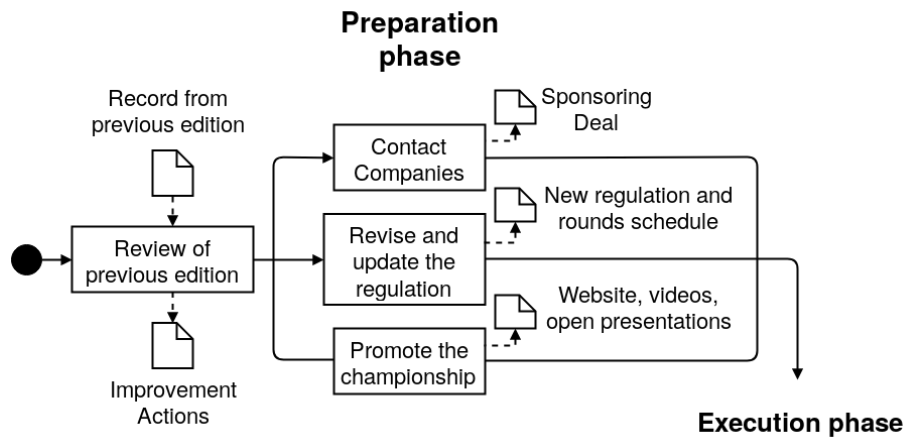 Preparation
phase
Record from
previous edition
Sponsoring
Deal
Contact
Companies
New regulation and
rounds schedule
Review of
previous edition
Revise and
update the
regulation
Website, videos,
open presentations
Promote the
championship
Improvement
Actions
Execution phase